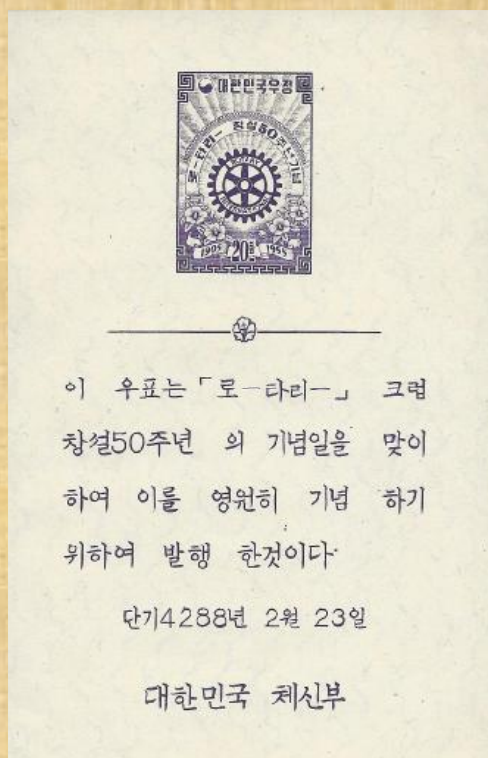 대한민국우정
로-타리- 창설50주년기념
ROTARY
INTERNATIONAL
1905 20환 1955
이 우표는 「로-타리-」 크럽
창설50주년 의 기념일을 맞이
하여 이를 영원히 기념 하기
위하여 발행 한것이다.
단기4288년 2월 23일
대한민국 체신부